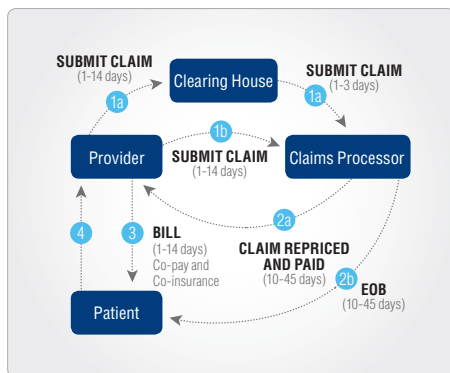 SUBMIT CLAIM
(1-14 days)
Clearing House
SUBMIT CLAIM
(1-3 days)
1a
1a
1b
Provider
SUBMIT CLAIM
(1-14 days)
Claims Processor
2a
4
3
BILL
(1-14 days)
Co-pay and
Co-insurance
CLAIM REPRICED
AND PAID
(10-45 days)
2b
EOB
(10-45 days)
Patient